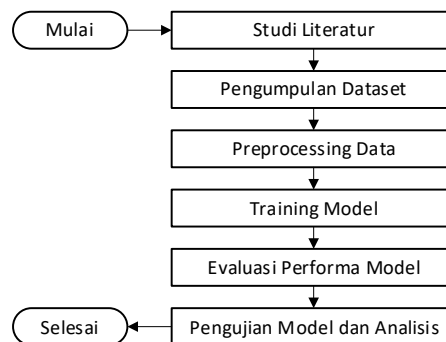 Mulai
Studi Literatur
Pengumpulan Dataset
Preprocessing Data
Training Model
Evaluasi Performa Model
Pengujian Model dan Analisis
Selesai